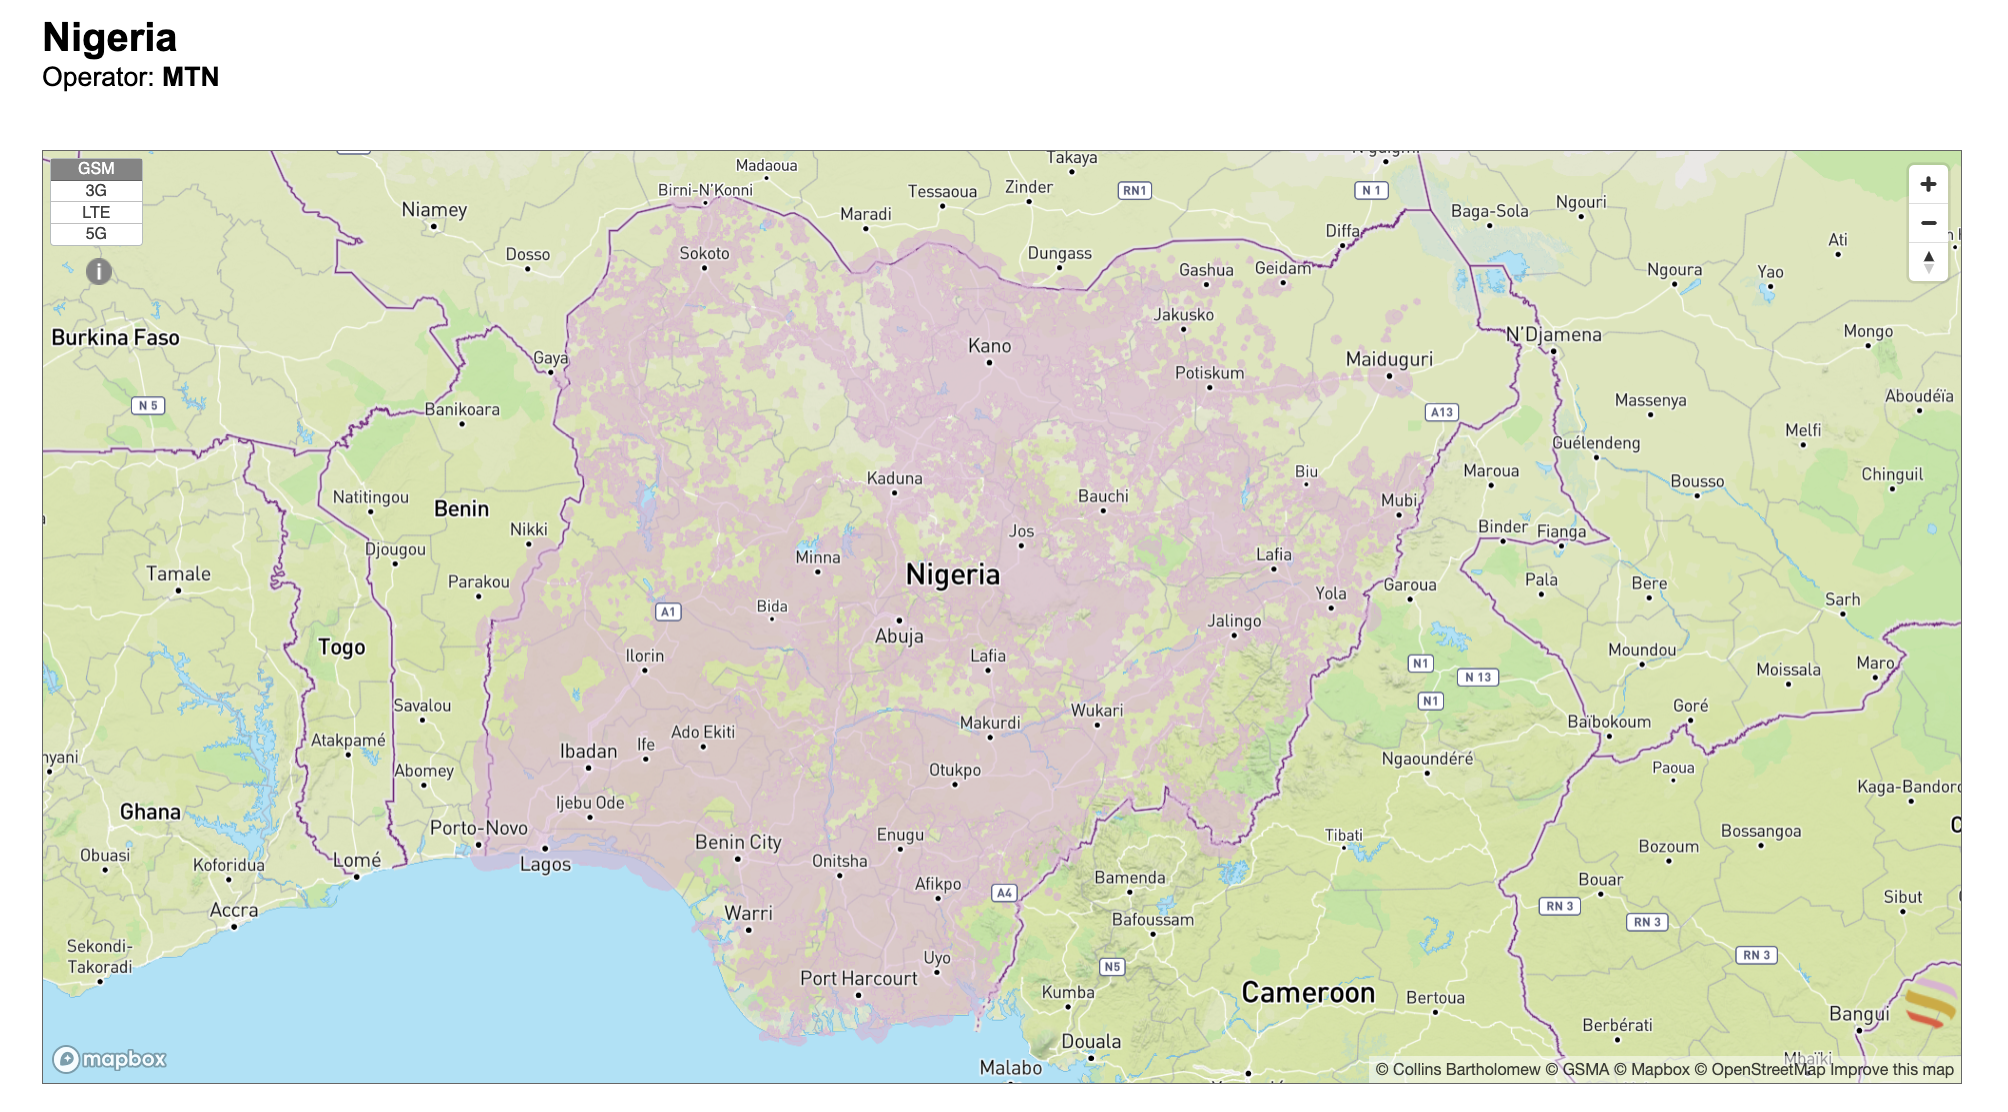 Nigeria
Operator: MTN
GSM
3G
LTE
5G
i
Madaoua
Takaya
Birni-N'Konni
Tessaoua
Zinder
RN1
N 1
Niamey
Maradi
Baga-Sola
Ngouri
Diffa
Ati
Dosso
Sokoto
Dungass
Gashua
Geidam
Ngoura
Yao
Burkina Faso
Jakusko
N'Djamena
Mongo
Gaya
Kano
Maiduguri
Potiskum
N 5
Banikoara
A13
Massenya
Aboudéïa
Melfi
Guélendeng
Biu
Maroua
Chinguil
Kaduna
Bousso
Natitingou
Benin
Bauchi
Mubi
Nikki
Jos
Binder
Fianga
Djougou
Minna
Lafia
Tamale
Nigeria
Parakou
Garoua
Pala
Bere
Yola
Sarh
A1
Bida
Abuja
Jalingo
Togo
Ilorin
Lafia
Moundou
N1
N 13
Moissala
Maro
N1
Savalou
Makurdi
Wukari
Goré
Baïbokoum
Atakpamé
Ado Ekiti
Ife
Ibadan
nyani
Abomey
Otukpo
Ngaoundéré
Paoua
Kaga-Bandoro
Ghana
Ijebu Ode
Porto-Novo
Enugu
Tibati
Bossangoa
Benin City
Bozoum
Obuasi
Koforidua
Lomé
Lagos
Onitsha
Bamenda
Bouar
Afikpo
A4
Sibut
Accra
Warri
Bafoussam
RN 3
RN 3
Sekondi-
Takoradi
Uyo
N5
RN 3
Port Harcourt
Kumba
Cameroon
Bertoua
Bangui
Berbérati
Douala
mapbox
Malabo
Mbaïki
© Collins Bartholomew © GSMA © Mapbox © OpenStreetMap Improve this map